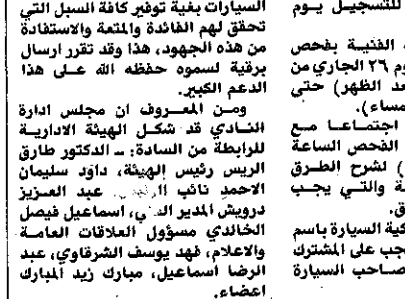 للتسجيل يوم
الفنية بفحص
وم ٢٦ الجاري من
عد الظهر) حتى
مساء).
اجتماعا مع
الفحص الساعة
) لشرح الطرق
ة والتي يجب
ق.
كية السيارة باسم
جب على المشترك
صاحب السيارة
السيارات بغية توفير كافة السبل التي
تحقق لهم الفائدة والمتعة والاستفادة
من هذه الجهود، هذا وقد تقرر ارسال
برقية لسموه حفظه الله على هذا
الدعم الكبير.
ومن المعروف ان مجلس ادارة
النادي قد شكل الهيئة الادارية
للرابطة من السادة: ــ الدكتور طارق
الريس رئيس الهيئة، داود سليمان
الاحمد نائب عبد العزيز
درويش المدير اسماعيل فيصل
الخالدي مسؤول العلاقات العامة
والاعلام، فهد يوسف الشرقاوي، عبد
الرضا اسماعيل، مبارك زيد المبارك
اعضاء.